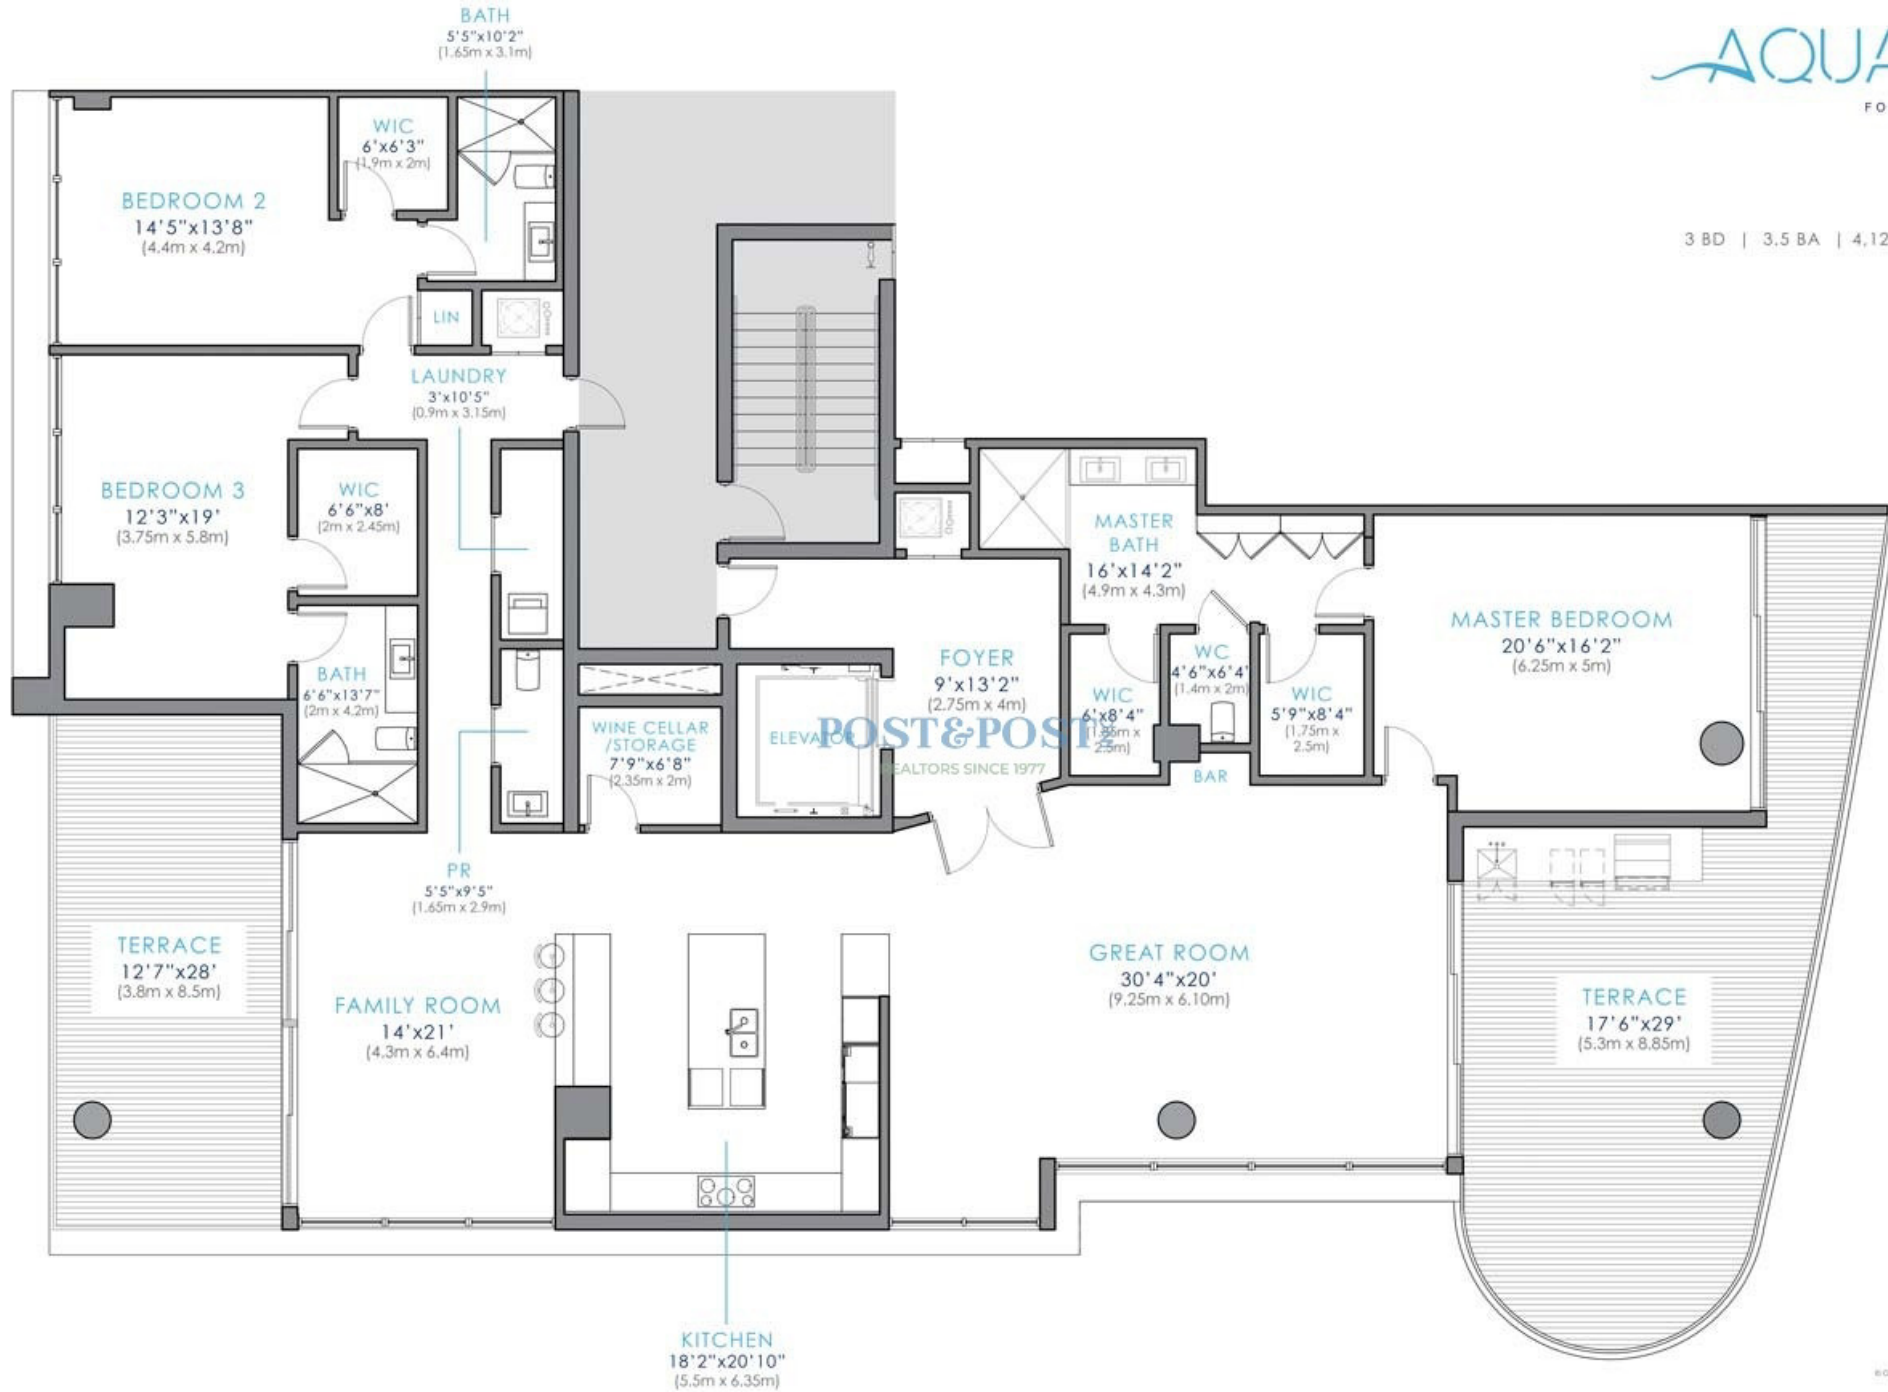 BATH
5'5"x10'2"
(1.65m x 3.1m)
AQUA
FO
3 BD | 3.5 BA | 4,12
WIC
6'x6'3"
(1.9m x 2m)
BEDROOM 2
14'5"x13'8"
(4.4m x 4.2m)
LIN
LAUNDRY
3'x10'5"
(0.9m x 3.15m)
BEDROOM 3
12'3"x19'
(3.75m x 5.8m)
WIC
6'6"x8'
(2m x 2.45m)
MASTER
BATH
16'x14'2"
(4.9m x 4.3m)
MASTER BEDROOM
20'6"x16'2"
(6.25m x 5m)
BATH
6'6"x13'7"
(2m x 4.2m)
FOYER
9'x13'2"
(2.75m x 4m)
WC
4'6"x6'4"
(1.4m x 2m)
WIC
6'x8'4"
2.5m)
WIC
5'9"x8'4"
(1.75m x
2.5m)
WINE CELLAR
/STORAGE
7'9"x6'8"
(2.35m x 2m)
ELEVATOR
POST&POST
REALTORS SINCE 1977
BAR
PR
5'5"x9'5"
(1.65m x 2.9m)
TERRACE
12'7"x28'
(3.8m x 8.5m)
FAMILY ROOM
14'x21'
(4.3m x 6.4m)
GREAT ROOM
30'4"x20'
(9.25m x 6.10m)
TERRACE
17'6"x29'
(5.3m x 8.85m)
KITCHEN
18'2"x20'10"
(5.5m x 6.35m)